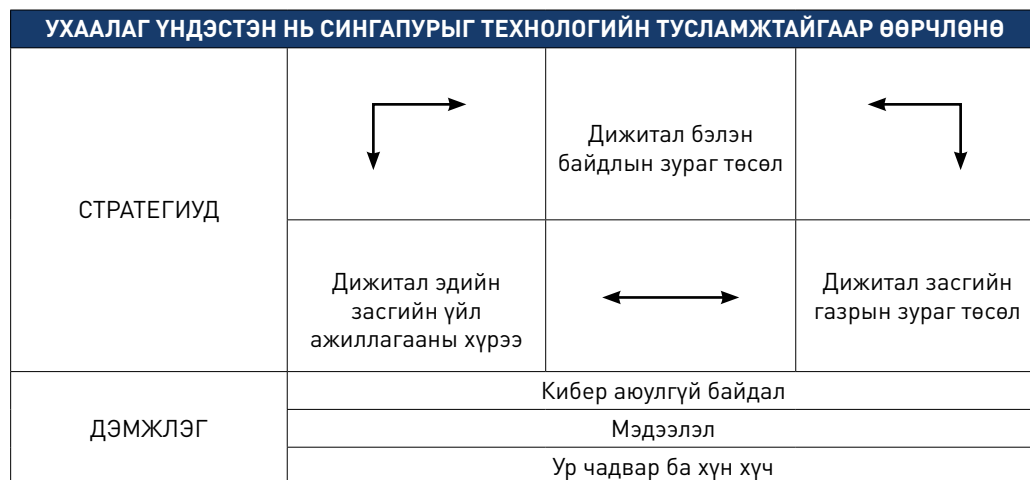 УХААЛАГ ҮНДЭСТЭН НЬ СИНГАПУРЫГ ТЕХНОЛОГИЙН ТУСЛАМЖТАЙГААР ӨӨРЧЛӨНӨ
СТРАТЕГИУД
Дижитал бэлэн
байдлын зураг төсөл
Дижитал эдийн
засгийн үйл
ажиллагааны хүрээ
Дижитал засгийн
газрын зураг төсөл
ДЭМЖЛЭГ
Кибер аюулгүй байдал
Мэдээлэл
Ур чадвар ба хүн хүч